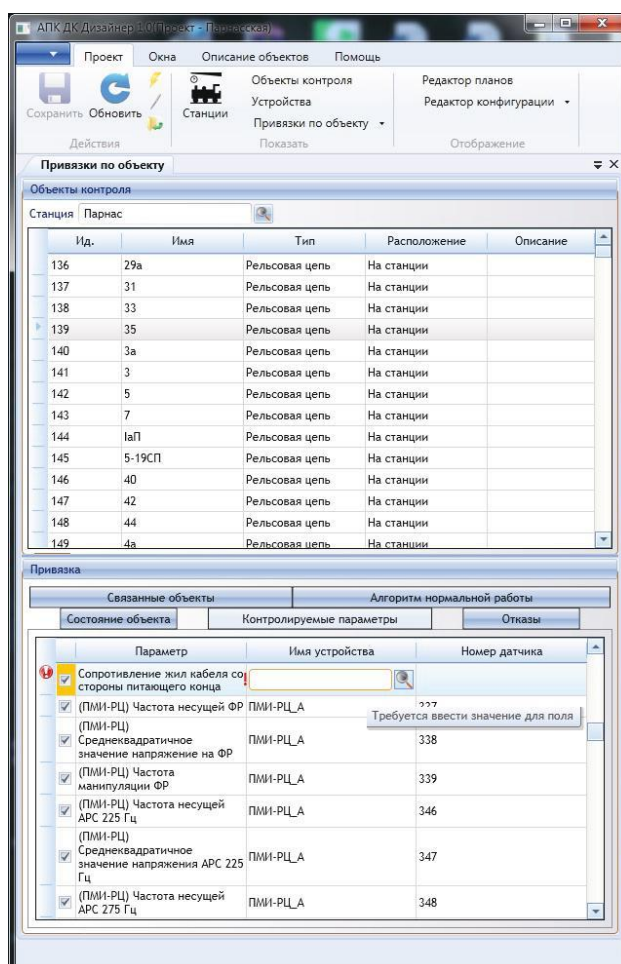 АПК ДК Дизайнер 1.0(Проект - Парнасская)
Проект Окна Описание объектов Помощь
Сохранить Обновить Станции
Объекты контроля
Устройства
Привязки по объекту
Редактор планов
Редактор конфигурации
Действия Показать Отображение
Привязки по объекту
Объекты контроля
Станция Парнас
Ид. Имя Тип Расположение Описание
136 29а Рельсовая цепь На станции
137 31 Рельсовая цепь На станции
138 33 Рельсовая цепь На станции
139 35 Рельсовая цепь На станции
140 3а Рельсовая цепь На станции
141 3 Рельсовая цепь На станции
142 5 Рельсовая цепь На станции
143 7 Рельсовая цепь На станции
144 IаП Рельсовая цепь На станции
145 5-19СП Рельсовая цепь На станции
146 40 Рельсовая цепь На станции
147 42 Рельсовая цепь На станции
148 44 Рельсовая цепь На станции
149 4а Рельсовая цепь На станции
Привязка
Связанные объекты Алгоритм нормальной работы
Состояние объекта Контролируемые параметры Отказы
Параметр Имя устройства Номер датчика
Сопротивление жил кабеля со
стороны питающего конца
(ПМИ-РЦ) Частота несущей ФР ПМИ-РЦ_А 337
Требуется ввести значение для поля
(ПМИ-РЦ)
Среднеквадратичное
значение напряжение на ФР ПМИ-РЦ_А 338
(ПМИ-РЦ) Частота
манипуляции ФР ПМИ-РЦ_А 339
(ПМИ-РЦ) Частота несущей
АРС 225 Гц ПМИ-РЦ_А 346
(ПМИ-РЦ)
Среднеквадратичное
значение напряжения АРС 225
Гц ПМИ-РЦ_А 347
(ПМИ-РЦ) Частота несущей
АРС 275 Гц ПМИ-РЦ_А 348